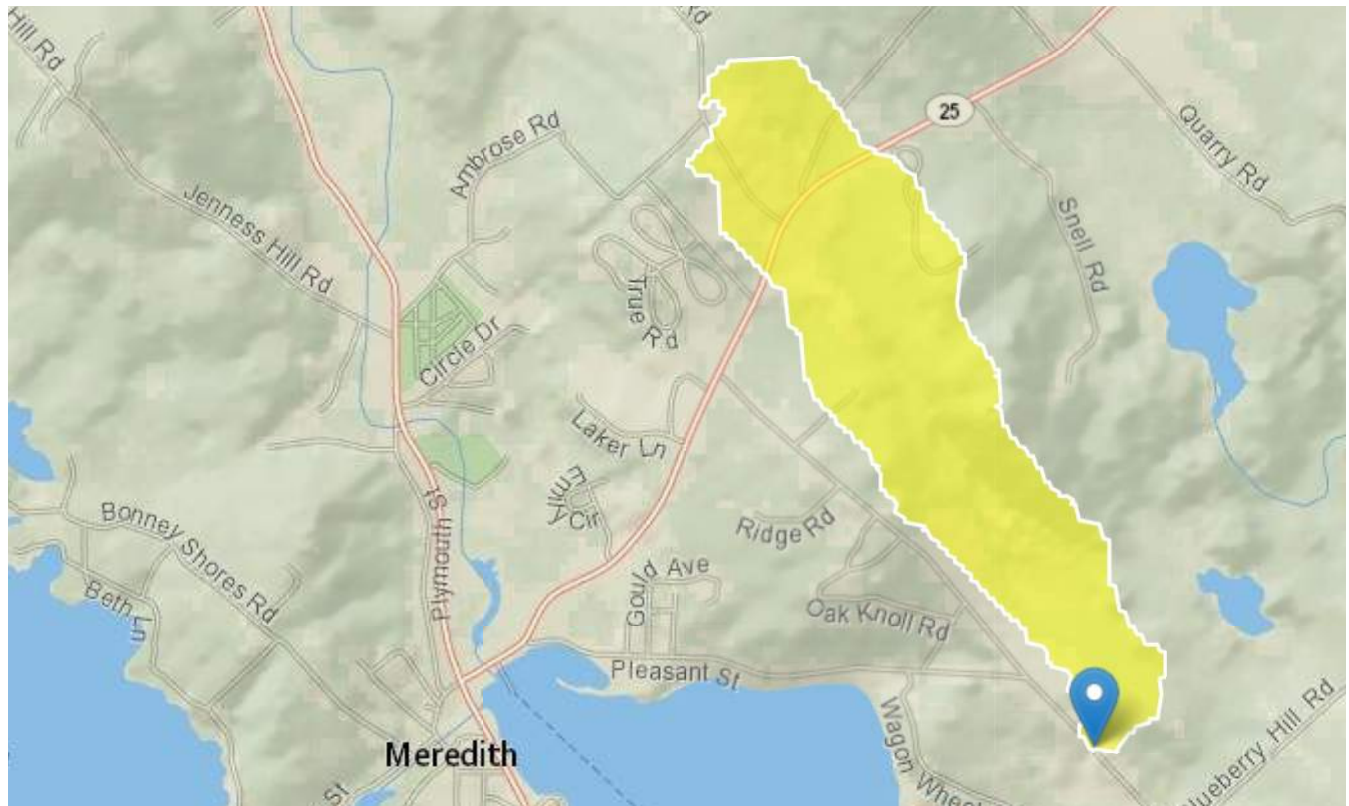 Hill Rd
Rd
25
Quarry Rd
Ambrose Rd
Jenness Hill Rd
Snell Rd
True Rd
Circle Dr
Laker Ln
Emily Cir
Plymouth St
Bonney Shores Rd
Ridge Rd
Gould Ave
Beth Ln
Oak Knoll Rd
Pleasant St
Wagon Whee
lueberry Hill Rd
Meredith
St